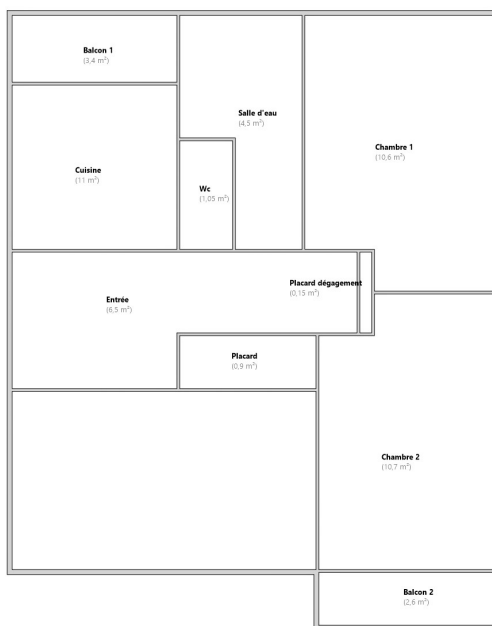 Balcon 1
(3,4 m²)
Salle d'eau
(4,5 m²)
Chambre 1
(10,6 m²)
Cuisine
(11 m²)
Wc
(1,05 m²)
Placard dégagement
(0,15 m²)
Entrée
(6,5 m²)
Placard
(0,9 m²)
Chambre 2
(10,7 m²)
Balcon 2
(2,6 m²)